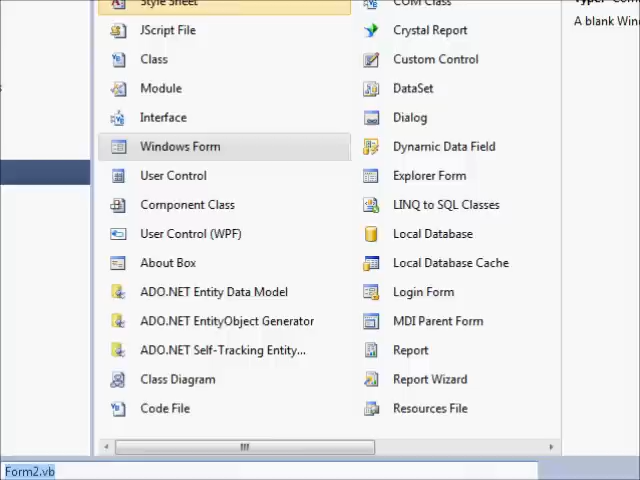 Style Sheet
COM Class
JScript File
Crystal Report
A blank Win
Class
Custom Control
Module
DataSet
Interface
Dialog
Windows Form
Dynamic Data Field
User Control
Explorer Form
Component Class
LINQ to SQL Classes
User Control (WPF)
Local Database
About Box
Local Database Cache
ADO.NET Entity Data Model
Login Form
ADO.NET EntityObject Generator
MDI Parent Form
ADO.NET Self-Tracking Entity...
Report
Class Diagram
Report Wizard
Code File
Resources File
Form2.vb